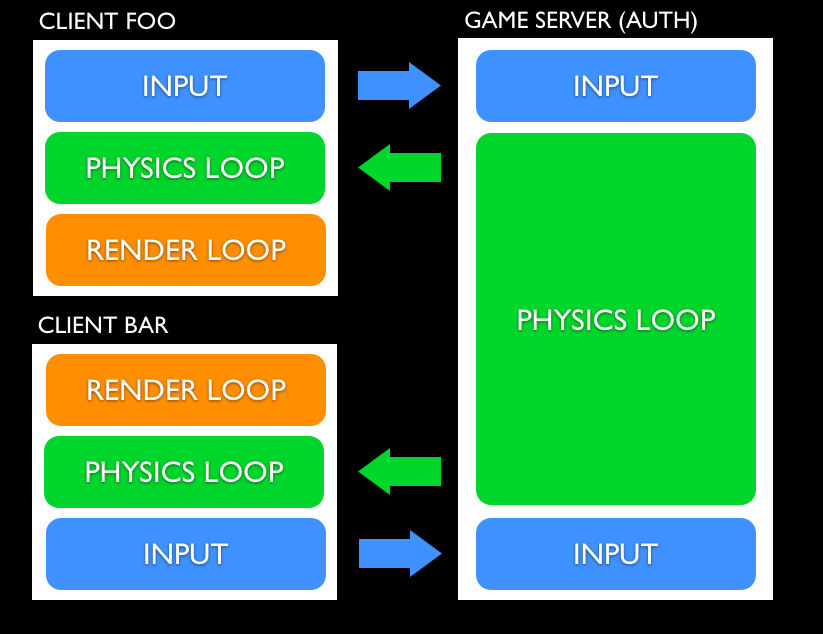 CLIENT FOO
INPUT
PHYSICS LOOP
RENDER LOOP
CLIENT BAR
RENDER LOOP
PHYSICS LOOP
INPUT
GAME SERVER (AUTH)
INPUT
PHYSICS LOOP
INPUT